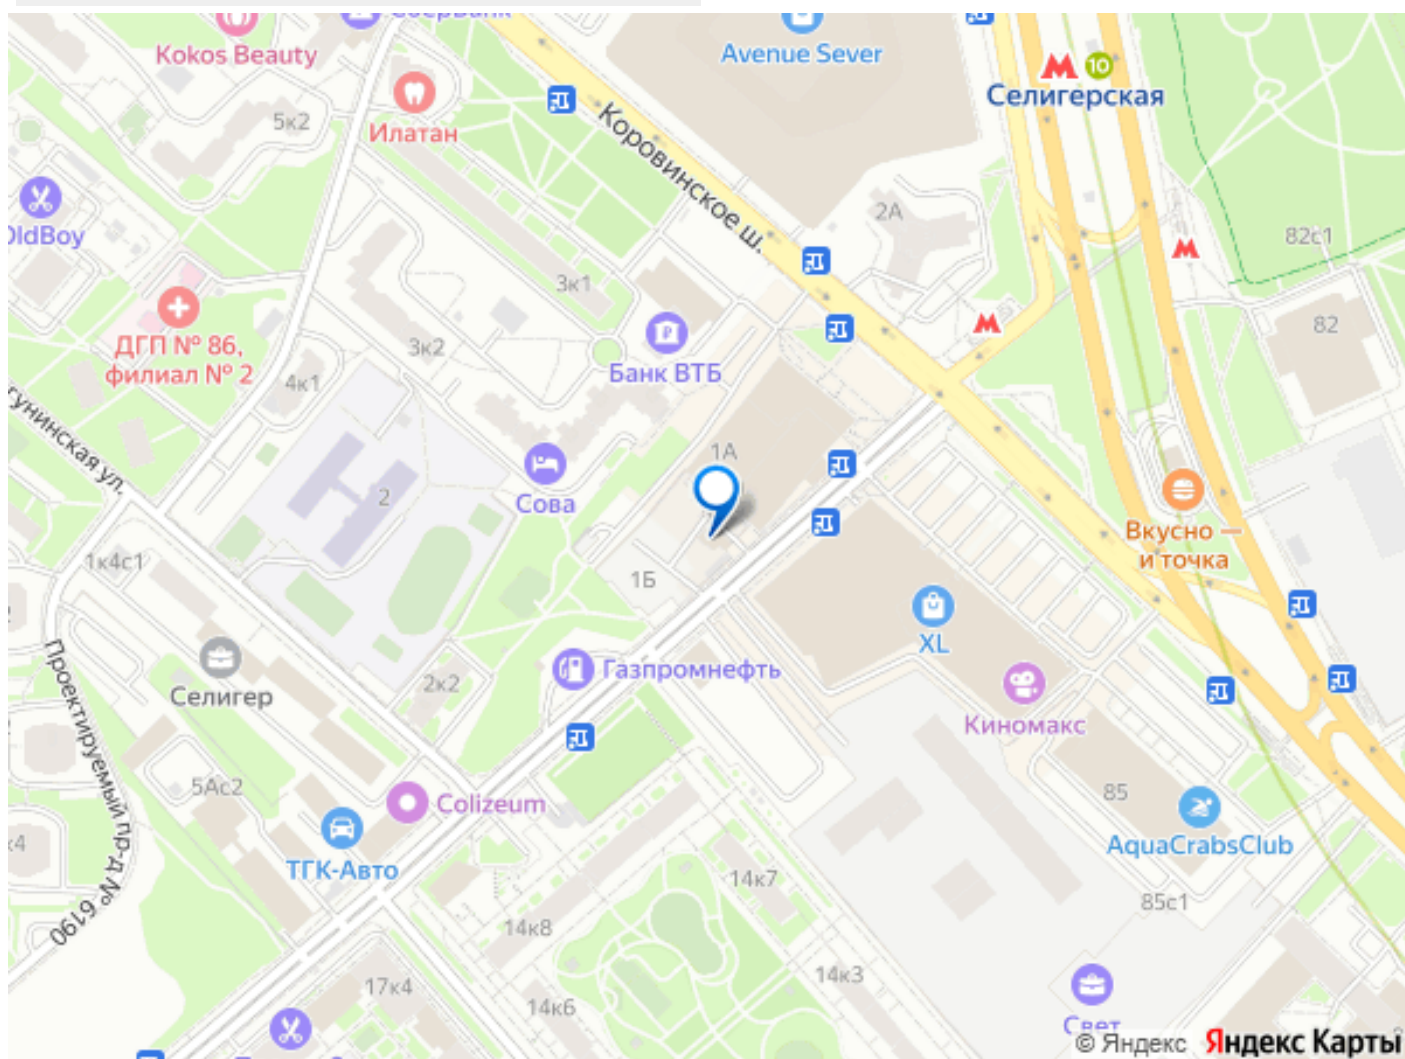 Kokos Beauty
Avenue Sever
10
Селигерская
Илатан
5к2
Коровинское ш.
2А
OldBoy
82с1
3к1
82
ДГП № 86,
филиал № 2
3к2
Банк ВТБ
4к1
1А
Сова
2
Вкусно —
и точка
1к4с1
1Б
XL
Газпромнефть
Селигер
2к2
Киномакс
Проектируемый пр-д № 6190
5Ас2
Colizeum
85
ТГК-Авто
AquaCrabsClub
14к7
85с1
14к8
14к3
17к4
14к6
Свет
© Яндекс Яндекс Карты